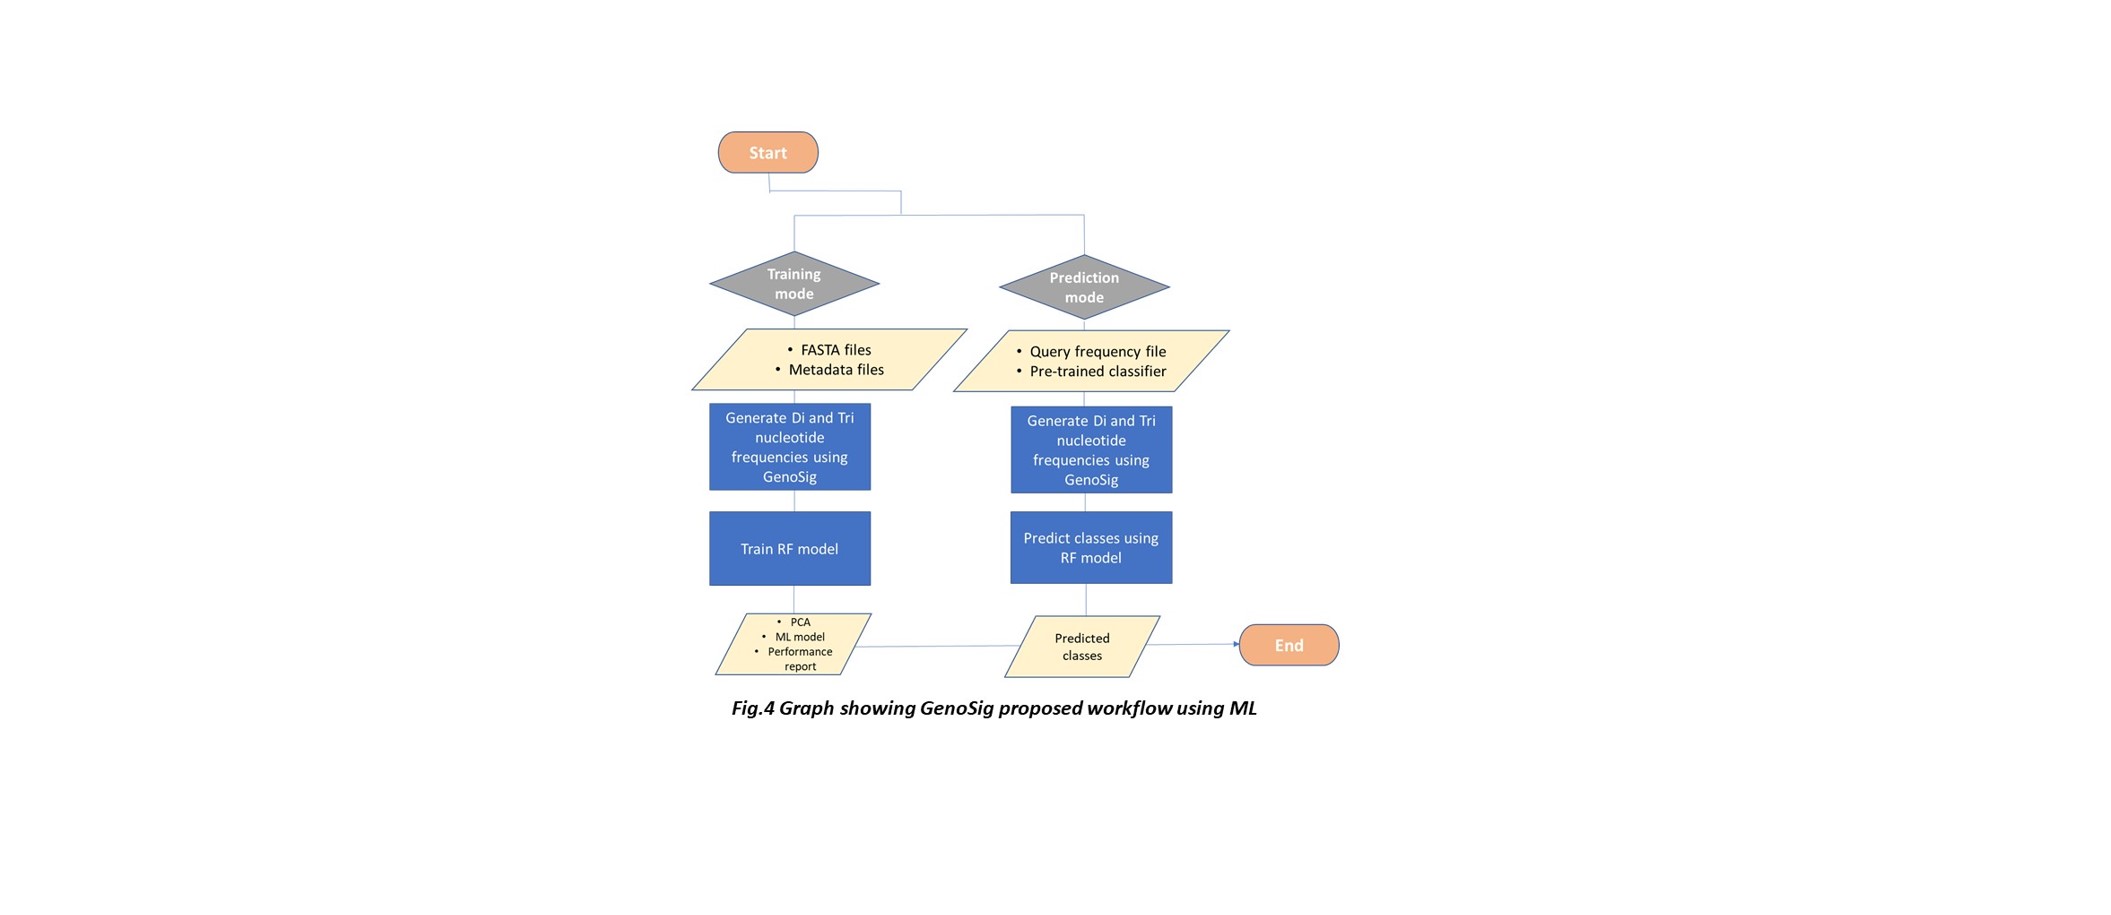 Start
Training
mode
Prediction
mode
• FASTA files
• Metadata files
• Query frequency file
• Pre-trained classifier
Generate Di and Tri
nucleotide
frequencies using
GenoSig
Generate Di and Tri
nucleotide
frequencies using
GenoSig
Train RF model
Predict classes using
RF model
• PCA
• ML model
• Performance
report
Predicted
classes
End
Fig.4 Graph showing GenoSig proposed workflow using ML